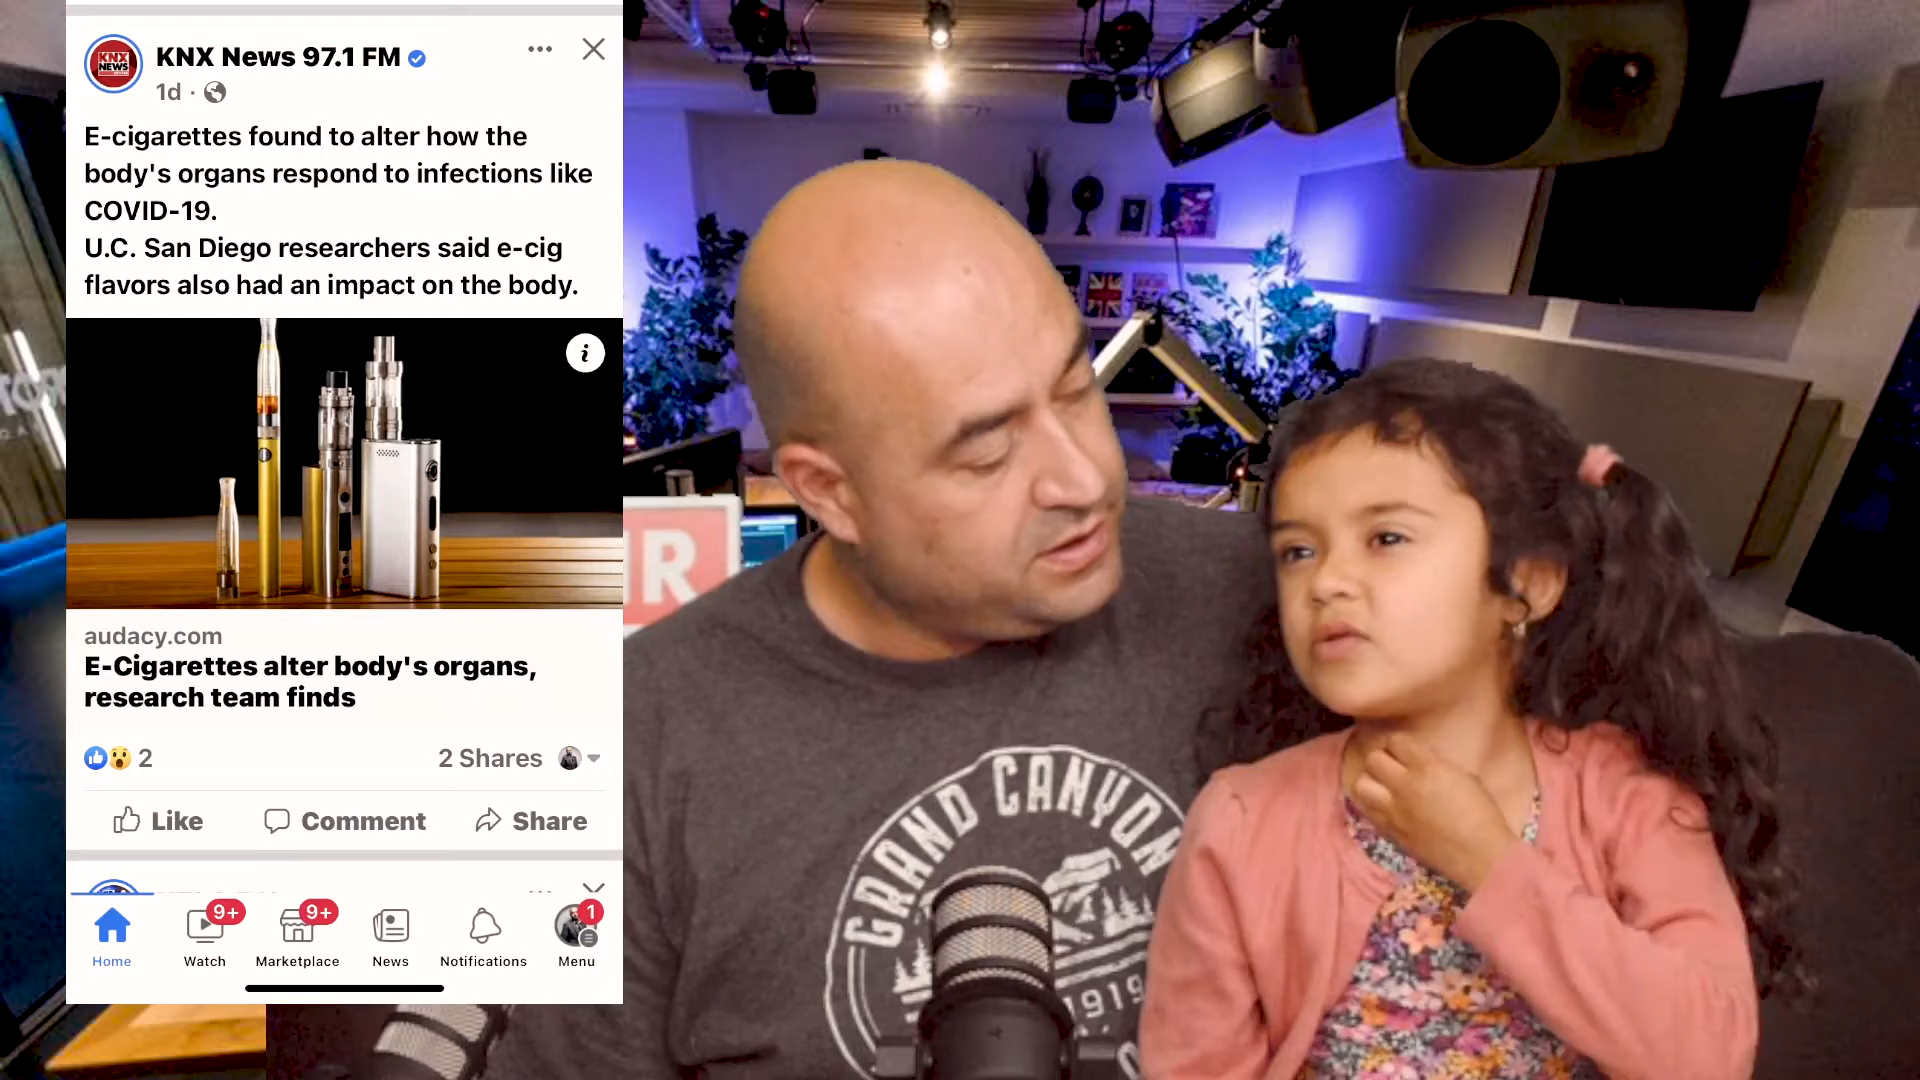 KNX News 97.1 FM
KNX
NEWS
1d ·
E-cigarettes found to alter how the
body's organs respond to infections like
COVID-19.
U.C. San Diego researchers said e-cig
flavors also had an impact on the body.
audacy.com
E-Cigarettes alter body's organs,
research team finds
2
2 Shares
Like
Comment
Share
9+
9+
1
Home
Watch
Marketplace
News
Notifications
Menu
GRAND CANYON
1919